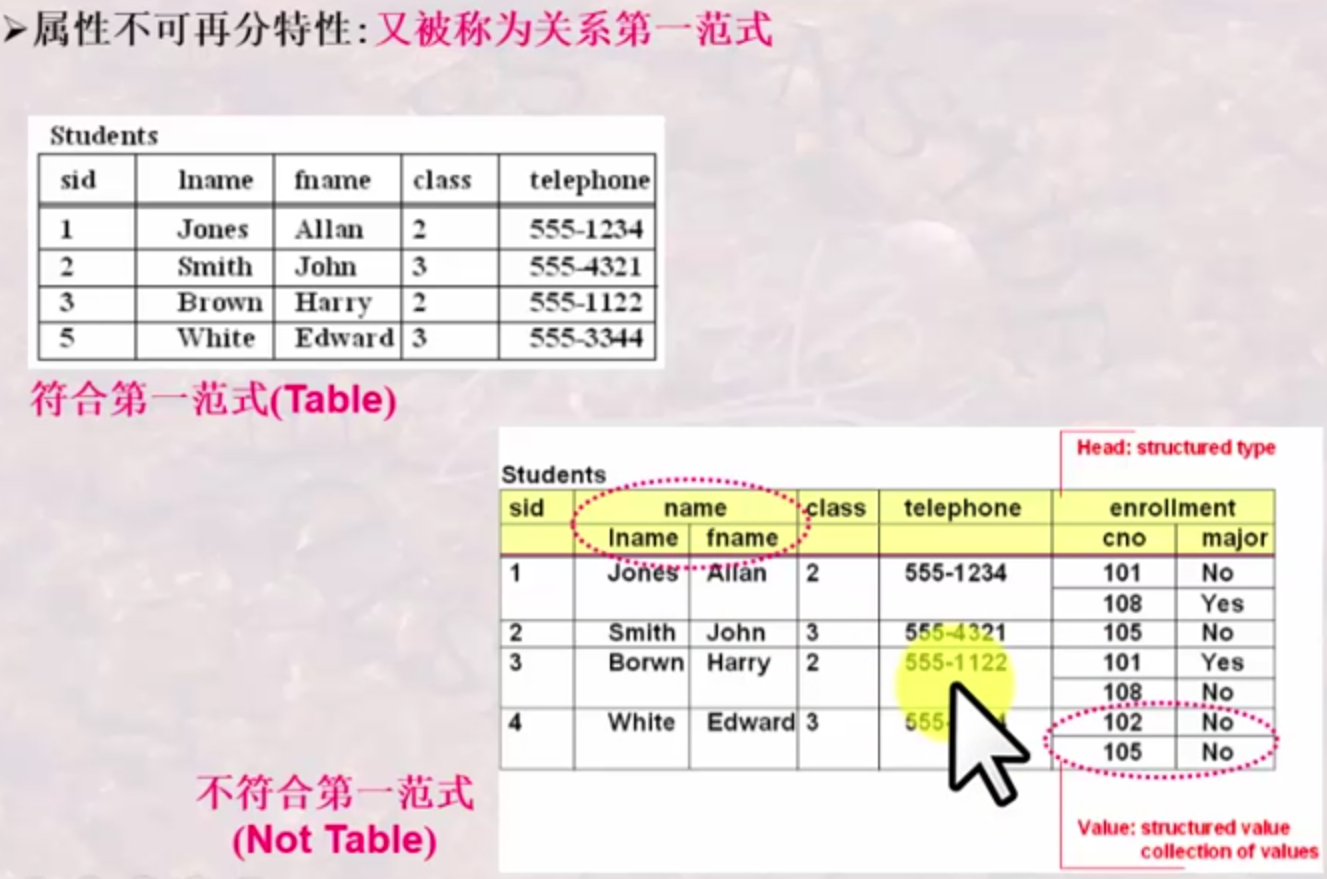 ➢属性不可再分特性:又被称为关系第一范式
Students
sid lname fname class telephone
1 Jones Allan 2 555-1234
2 Smith John 3 555-4321
3 Brown Harry 2 555-1122
5 White Edward 3 555-3344
符合第一范式(Table)
Head: structured type
Students
sid name class telephone enrollment
lname fname cno major
1 Jones Allan 2 555-1234 101 No
108 Yes
2 Smith John 3 555-4321 105 No
3 Borwn Harry 2 555-1122 101 Yes
108 No
4 White Edward 3 102 No
105 No
不符合第一范式
(Not Table)
Value: structured value
collection of values